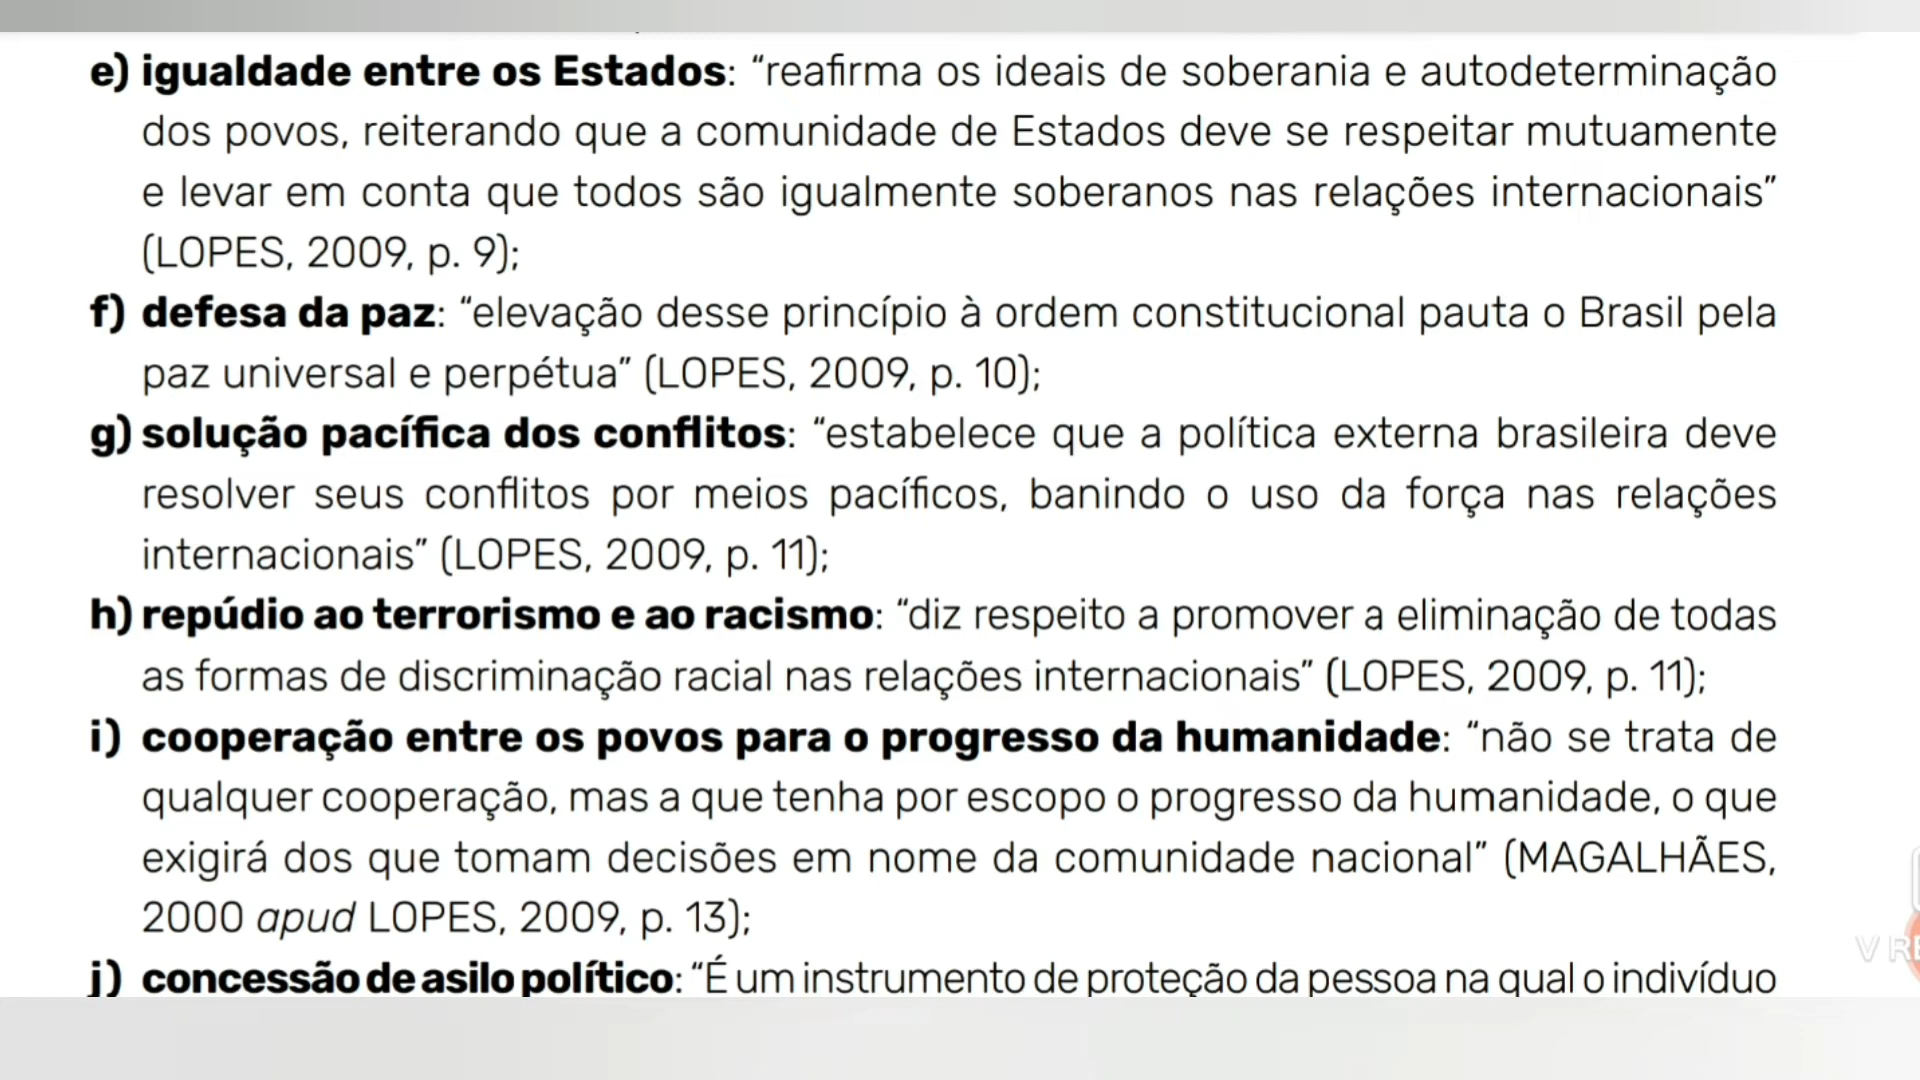 e) igualdade entre os Estados: “reafirma os ideais de soberania e autodeterminação
dos povos, reiterando que a comunidade de Estados deve se respeitar mutuamente
e levar em conta que todos são igualmente soberanos nas relações internacionais”
(LOPES, 2009, p. 9);
f) defesa da paz: “elevação desse princípio à ordem constitucional pauta o Brasil pela
paz universal e perpétua” (LOPES, 2009, p. 10);
g) solução pacífica dos conflitos: “estabelece que a política externa brasileira deve
resolver seus conflitos por meios pacíficos, banindo o uso da força nas relações
internacionais” (LOPES, 2009, p. 11);
h) repúdio ao terrorismo e ao racismo: “diz respeito a promover a eliminação de todas
as formas de discriminação racial nas relações internacionais” (LOPES, 2009, p. 11);
i) cooperação entre os povos para o progresso da humanidade: “não se trata de
qualquer cooperação, mas a que tenha por escopo o progresso da humanidade, o que
exigirá dos que tomam decisões em nome da comunidade nacional” (MAGALHÃES,
2000 apud LOPES, 2009, p. 13);
j) concessão de asilo político: “É um instrumento de proteção da pessoa na qual o indivíduo